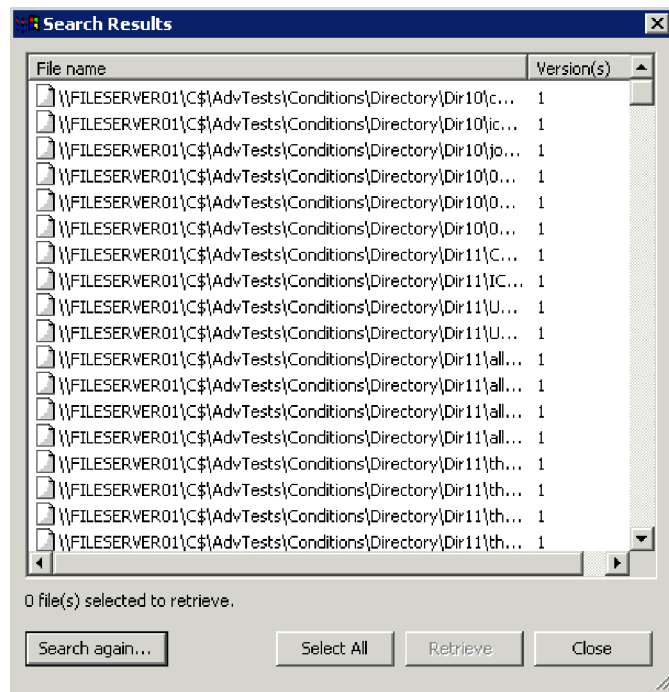 Search Results
File name Version(s)
\\FILESERVER01\C$\AdvTests\Conditions\Directory\Dir10\c... 1
\\FILESERVER01\C$\AdvTests\Conditions\Directory\Dir10\ic... 1
\\FILESERVER01\C$\AdvTests\Conditions\Directory\Dir10\jo... 1
\\FILESERVER01\C$\AdvTests\Conditions\Directory\Dir10\0... 1
\\FILESERVER01\C$\AdvTests\Conditions\Directory\Dir10\0... 1
\\FILESERVER01\C$\AdvTests\Conditions\Directory\Dir10\0... 1
\\FILESERVER01\C$\AdvTests\Conditions\Directory\Dir11\C... 1
\\FILESERVER01\C$\AdvTests\Conditions\Directory\Dir11\IC... 1
\\FILESERVER01\C$\AdvTests\Conditions\Directory\Dir11\U... 1
\\FILESERVER01\C$\AdvTests\Conditions\Directory\Dir11\U... 1
\\FILESERVER01\C$\AdvTests\Conditions\Directory\Dir11\all... 1
\\FILESERVER01\C$\AdvTests\Conditions\Directory\Dir11\all... 1
\\FILESERVER01\C$\AdvTests\Conditions\Directory\Dir11\all... 1
\\FILESERVER01\C$\AdvTests\Conditions\Directory\Dir11\all... 1
\\FILESERVER01\C$\AdvTests\Conditions\Directory\Dir11\th... 1
\\FILESERVER01\C$\AdvTests\Conditions\Directory\Dir11\th... 1
\\FILESERVER01\C$\AdvTests\Conditions\Directory\Dir11\th... 1
\\FILESERVER01\C$\AdvTests\Conditions\Directory\Dir11\th... 1
0 file(s) selected to retrieve.
Search again... Select All Retrieve Close